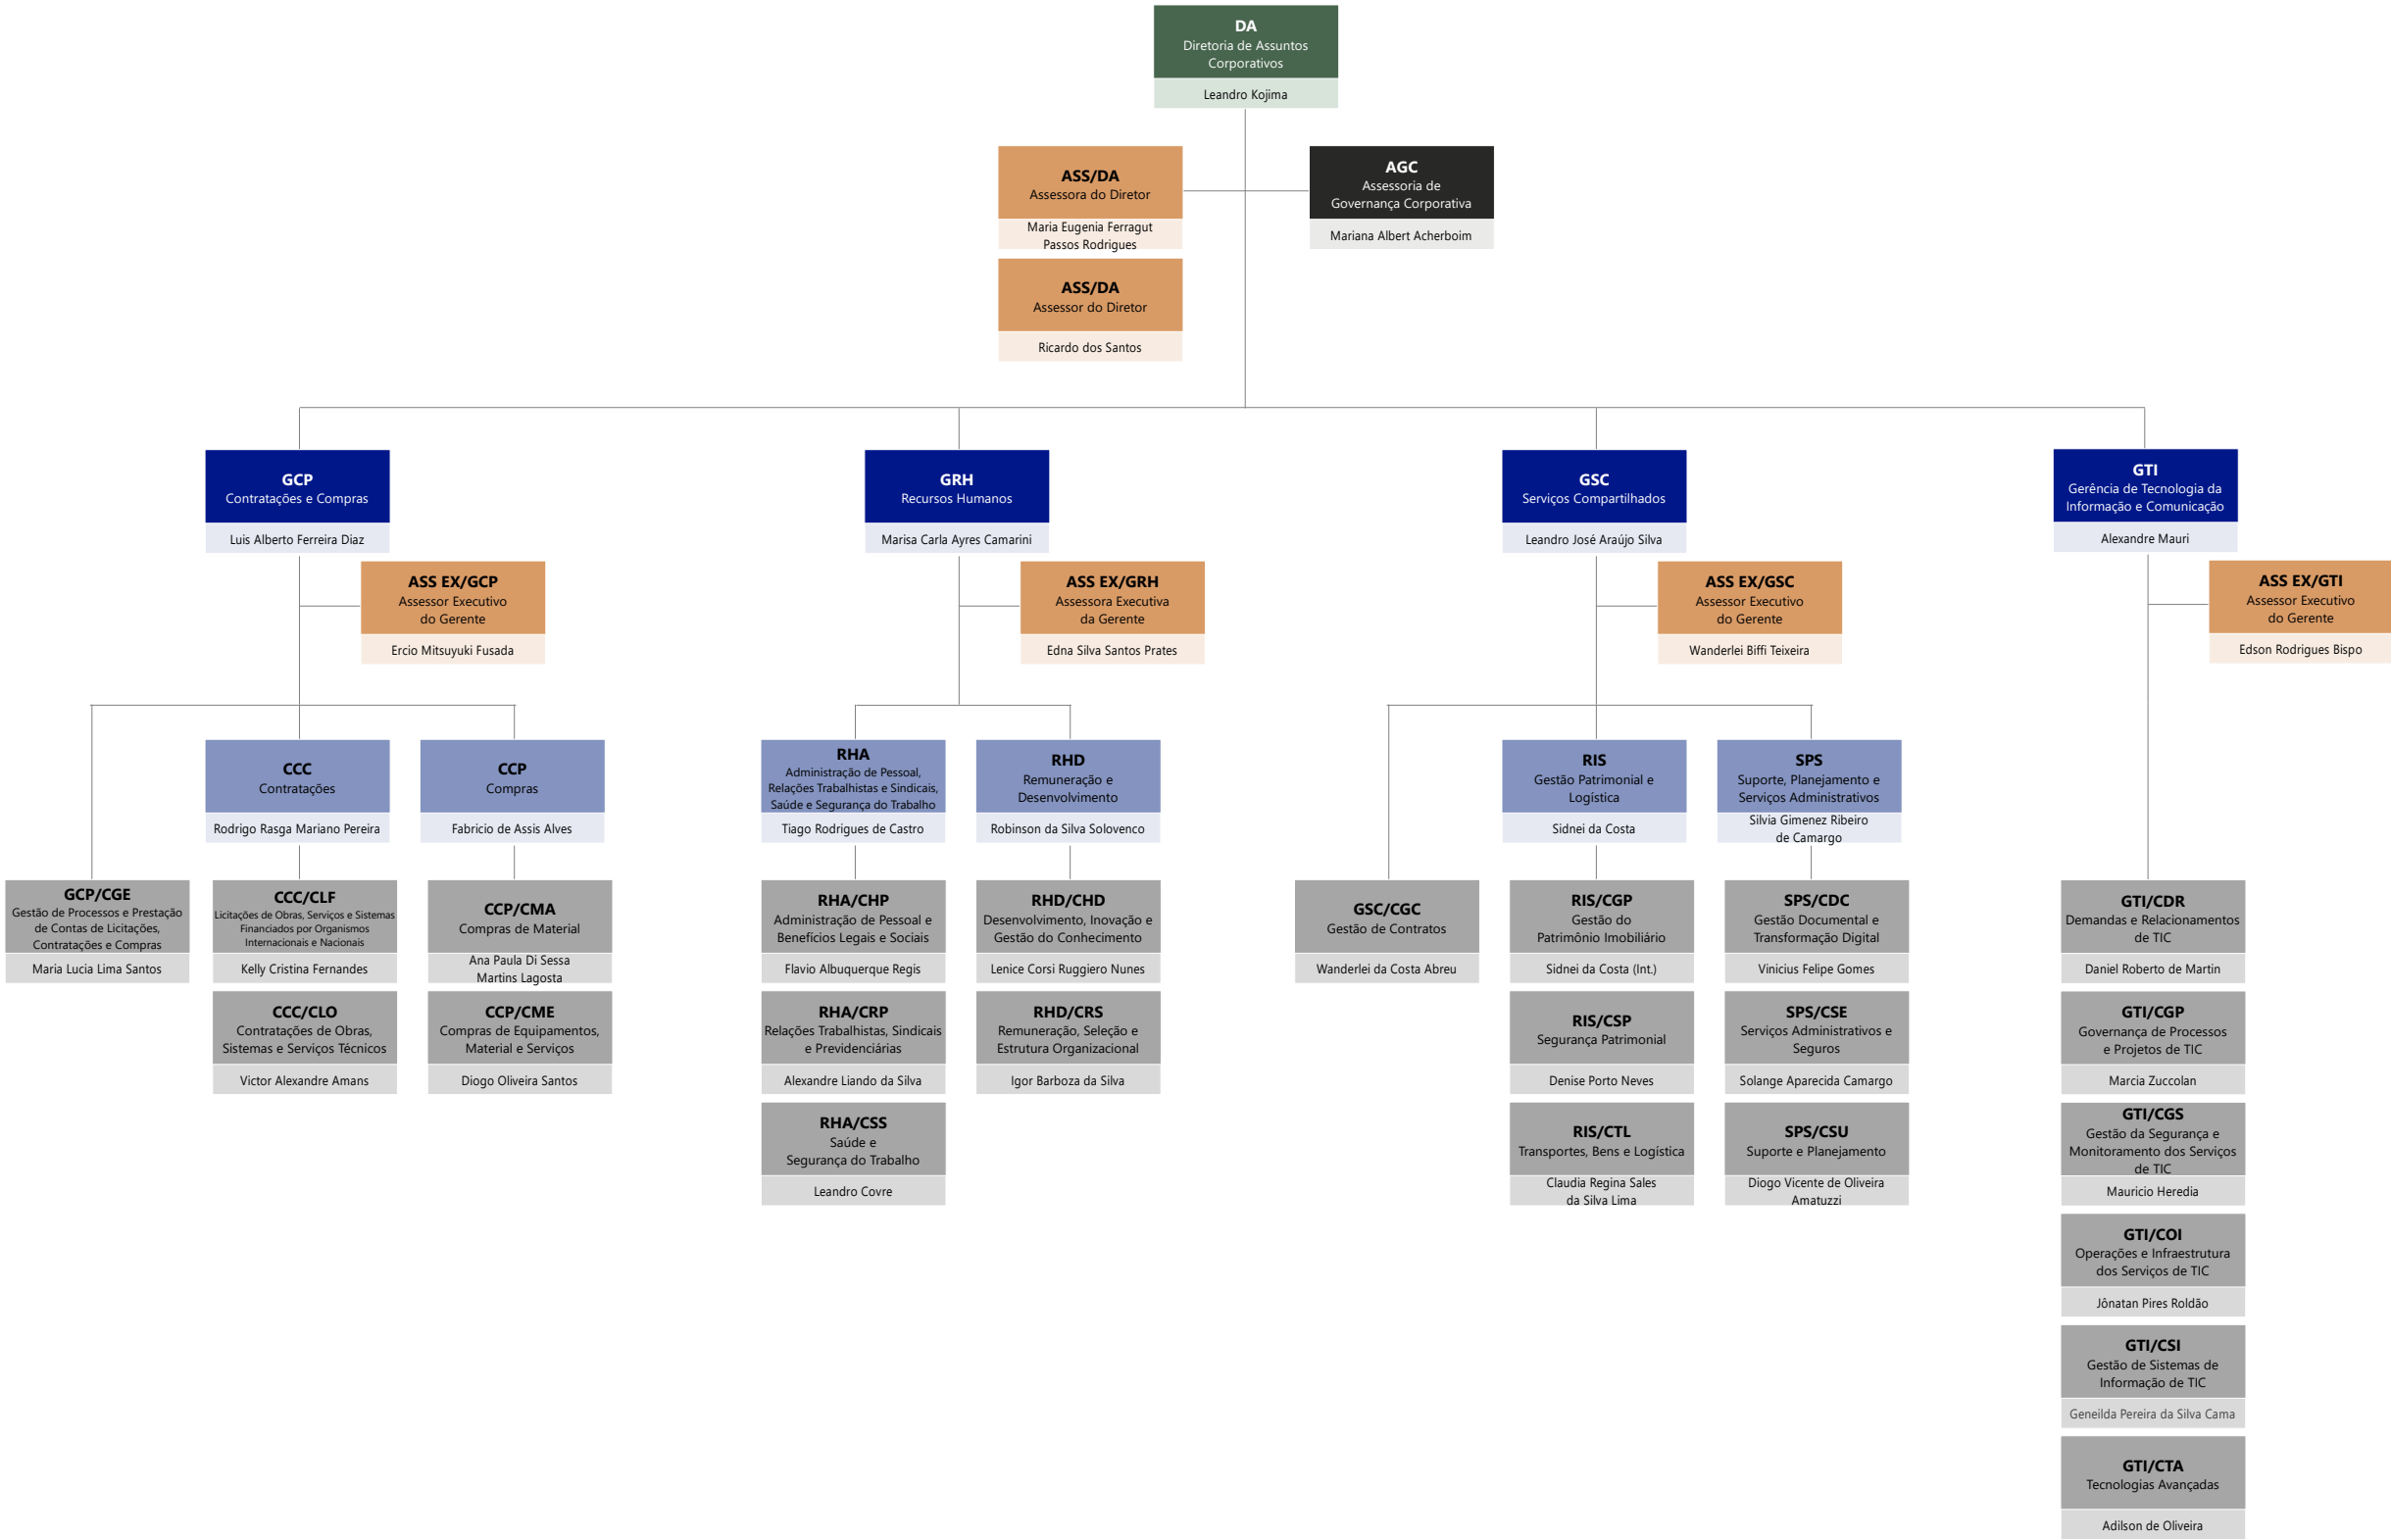 DA
Diretoria de Assuntos
Corporativos
Leandro Kojima
ASS/DA
Assessora do Diretor
Maria Eugenia Ferragut
Passos Rodrigues
AGC
Assessoria de
Governança Corporativa
Mariana Albert Acherboim
ASS/DA
Assessor do Diretor
Ricardo dos Santos
GCP
Contratações e Compras
Luis Alberto Ferreira Diaz
GRH
Recursos Humanos
Marisa Carla Ayres Camarini
GSC
Serviços Compartilhados
Leandro José Araújo Silva
GTI
Gerência de Tecnologia da
Informação e Comunicação
Alexandre Mauri
ASS EX/GCP
Assessor Executivo
do Gerente
Ercio Mitsuyuki Fusada
ASS EX/GRH
Assessora Executiva
da Gerente
Edna Silva Santos Prates
ASS EX/GSC
Assessor Executivo
do Gerente
Wanderlei Biffi Teixeira
ASS EX/GTI
Assessor Executivo
do Gerente
Edson Rodrigues Bispo
CCC
Contratações
Rodrigo Rasga Mariano Pereira
CCP
Compras
Fabricio de Assis Alves
RHA
Administração de Pessoal,
Relações Trabalhistas e Sindicais,
Saúde e Segurança do Trabalho
Tiago Rodrigues de Castro
RHD
Remuneração e
Desenvolvimento
Robinson da Silva Solovenco
RIS
Gestão Patrimonial e
Logística
Sidnei da Costa
SPS
Suporte, Planejamento e
Serviços Administrativos
Silvia Gimenez Ribeiro
de Camargo
GCP/CGE
Gestão de Processos e Prestação
de Contas de Licitações,
Contratações e Compras
Maria Lucia Lima Santos
CCC/CLF
Licitações de Obras, Serviços e Sistemas
Financiados por Organismos
Internacionais e Nacionais
Kelly Cristina Fernandes
CCP/CMA
Compras de Material
Ana Paula Di Sessa
Martins Lagosta
RHA/CHP
Administração de Pessoal e
Benefícios Legais e Sociais
Flavio Albuquerque Regis
RHD/CHD
Desenvolvimento, Inovação e
Gestão do Conhecimento
Lenice Corsi Ruggiero Nunes
GSC/CGC
Gestão de Contratos
Wanderlei da Costa Abreu
RIS/CGP
Gestão do
Patrimônio Imobiliário
Sidnei da Costa (Int.)
SPS/CDC
Gestão Documental e
Transformação Digital
Vinicius Felipe Gomes
GTI/CDR
Demandas e Relacionamentos
de TIC
Daniel Roberto de Martin
CCC/CLO
Contratações de Obras,
Sistemas e Serviços Técnicos
Victor Alexandre Amans
CCP/CME
Compras de Equipamentos,
Material e Serviços
Diogo Oliveira Santos
RHA/CRP
Relações Trabalhistas, Sindicais
e Previdenciárias
Alexandre Liando da Silva
RHD/CRS
Remuneração, Seleção e
Estrutura Organizacional
Igor Barboza da Silva
RIS/CSP
Segurança Patrimonial
Denise Porto Neves
SPS/CSE
Serviços Administrativos e
Seguros
Solange Aparecida Camargo
GTI/CGP
Governança de Processos
e Projetos de TIC
Marcia Zuccolan
RHA/CSS
Saúde e
Segurança do Trabalho
Leandro Covre
RIS/CTL
Transportes, Bens e Logística
Claudia Regina Sales
da Silva Lima
SPS/CSU
Suporte e Planejamento
Diogo Vicente de Oliveira
Amatuzzi
GTI/CGS
Gestão da Segurança e
Monitoramento dos Serviços
de TIC
Mauricio Heredia
GTI/COI
Operações e Infraestrutura
dos Serviços de TIC
Jônatan Pires Roldão
GTI/CSI
Gestão de Sistemas de
Informação de TIC
Geneilda Pereira da Silva Cama
GTI/CTA
Tecnologias Avançadas
Adilson de Oliveira